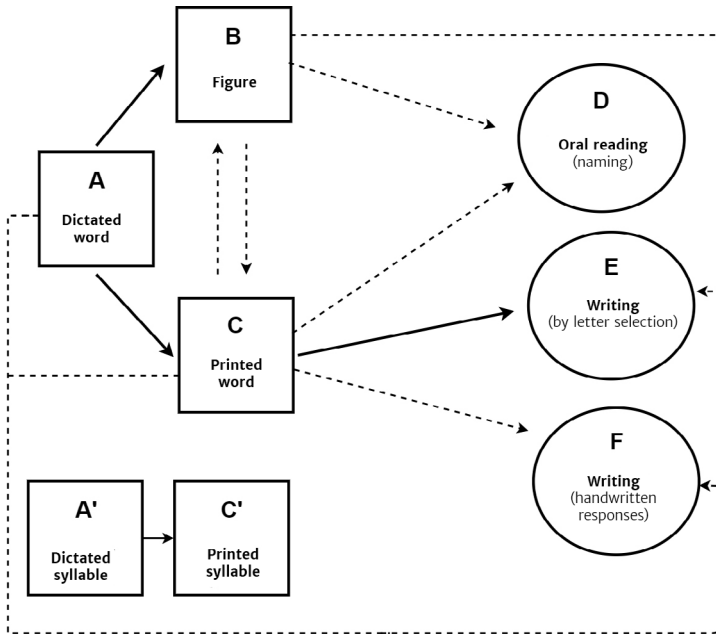 B
Figure
D
Oral reading
(naming)
A
Dictated
word
E
Writing
(by letter selection)
C
Printed
word
F
Writing
(handwritten
responses)
A'
Dictated
syllable
C'
Printed
syllable